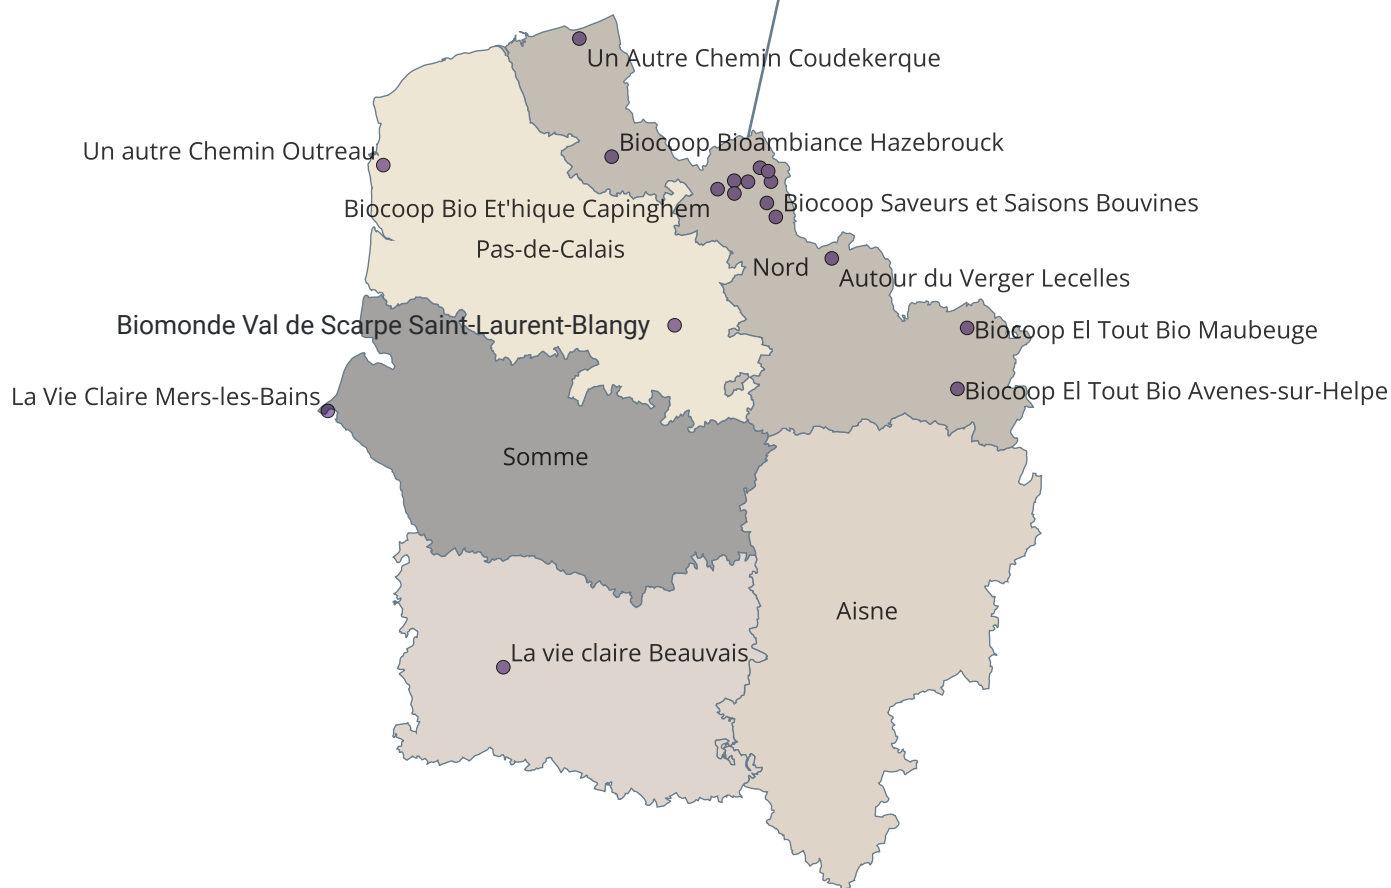 Un Autre Chemin Coudekerque
Biocoop Bioambiance Hazebrouck
Un autre Chemin Outreau
Biocoop Saveurs et Saisons Bouvines
Biocoop Bio Et'hique Capinghem
Pas-de-Calais
Nord
Autour du Verger Lecelles
Biomonde Val de Scarpe Saint-Laurent-Blangy
Biocoop El Tout Bio Maubeuge
Biocoop El Tout Bio Avenes-sur-Helpe
La Vie Claire Mers-les-Bains
Somme
Aisne
La vie claire Beauvais